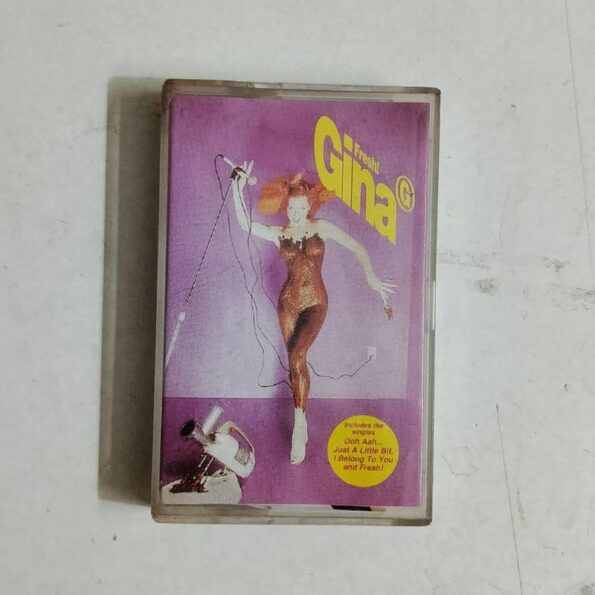 Fresh!
Gina G
Includes the
singles
Ooh Aah...
Just A Little Bit,
I Belong To You
and Fresh!